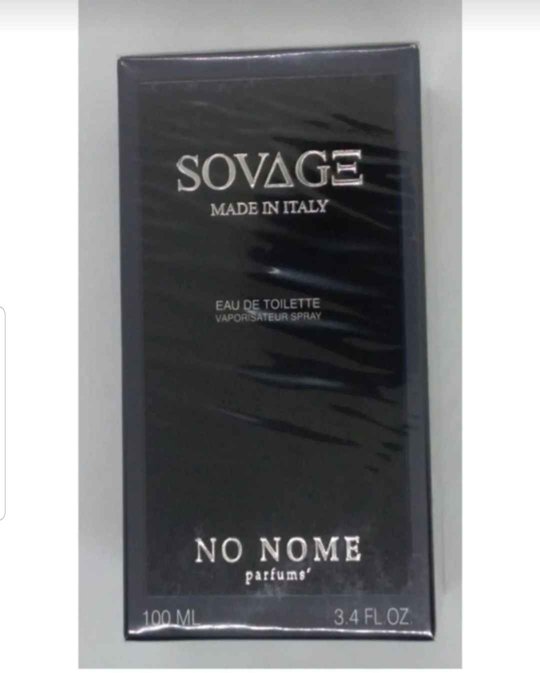 SOVΔGΞ
MADE IN ITALY
EAU DE TOILETTE
VAPORISATEUR SPRAY
NO NOME
parfums
100 ML
3.4 FL OZ